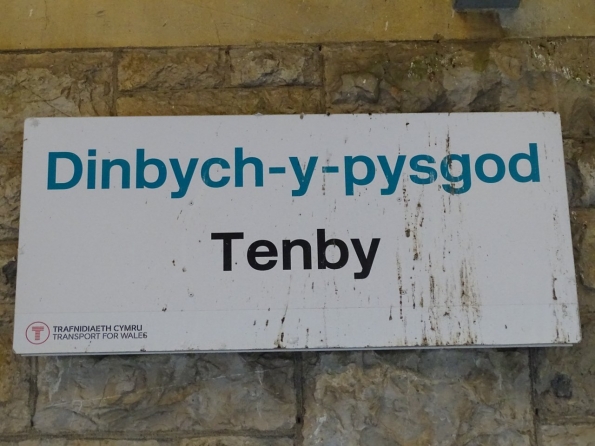 Dinbych-y-pysgod
Tenby
TRAFNIDIAETH CYMRU
TRANSPORT FOR WALES